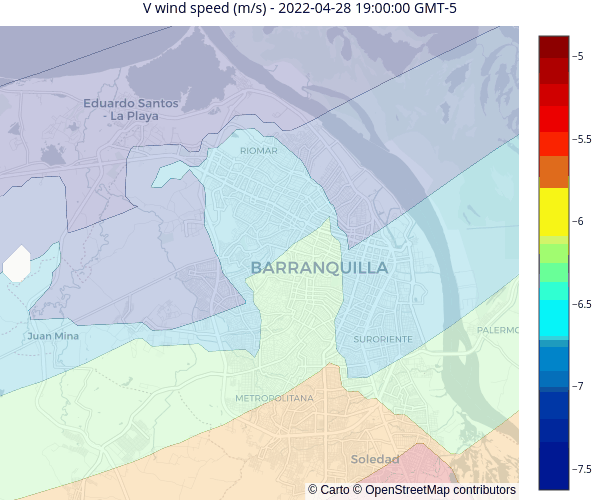 V wind speed (m/s) - 2022-04-28 19:00:00 GMT-5
Eduardo Santos
- La Playa
RIOMAR
BARRANQUILLA
Juan Mina
SURORIENTE
PALERMO
METROPOLITANA
Soledad
−5
−5.5
−6
−6.5
−7
−7.5
© Carto © OpenStreetMap contributors